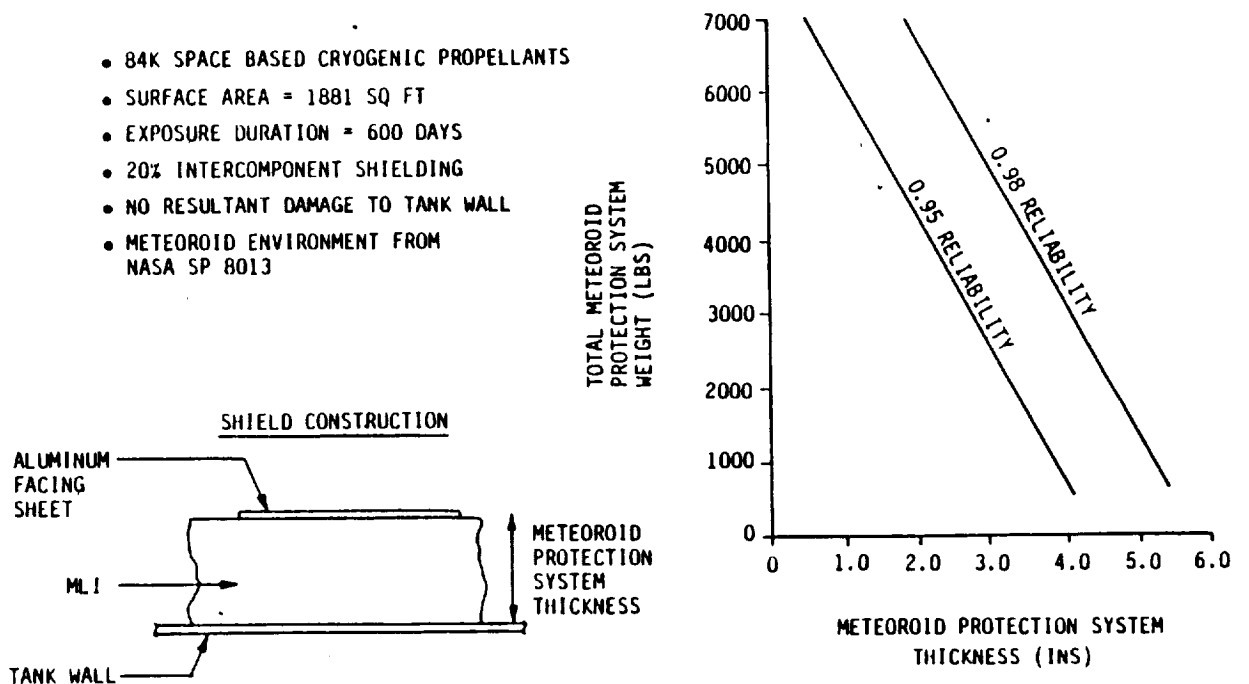 • 84K SPACE BASED CRYOGENIC PROPELLANTS
• SURFACE AREA = 1881 SQ FT
• EXPOSURE DURATION = 600 DAYS
• 20% INTERCOMPONENT SHIELDING
• NO RESULTANT DAMAGE TO TANK WALL
• METEOROID ENVIRONMENT FROM
NASA SP 8013
SHIELD CONSTRUCTION
ALUMINUM
FACING
SHEET
MLI
TANK WALL
METEOROID
PROTECTION
SYSTEM
THICKNESS
TOTAL METEOROID
PROTECTION SYSTEM
WEIGHT (LBS)
7000
6000
5000
4000
3000
2000
1000
0
0.95 RELIABILITY
0.98 RELIABILITY
0 1.0 2.0 3.0 4.0 5.0 6.0
METEOROID PROTECTION SYSTEM
THICKNESS (INS)